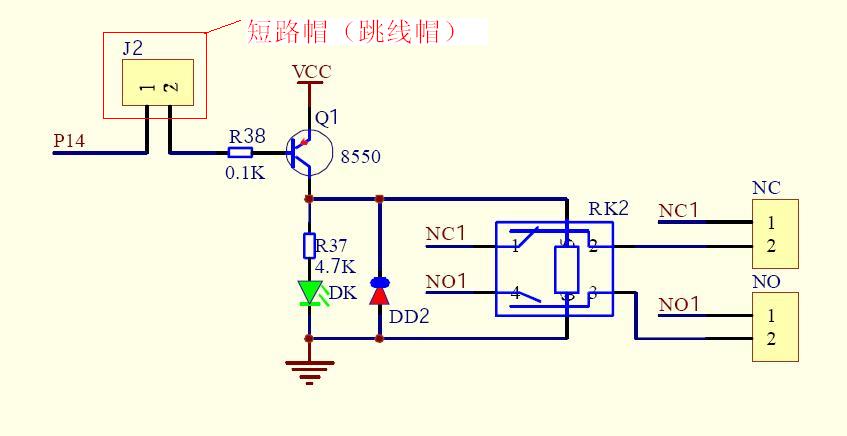 短路帽（跳线帽）
J2
1 2
VCC
Q1
P14
R38
0.1K
8550
NC
RK2
NC1
1
2
NC1
1
2
R37
4.7K
NO1
4
5
6
3
NO
DK
NO1
1
2
DD2